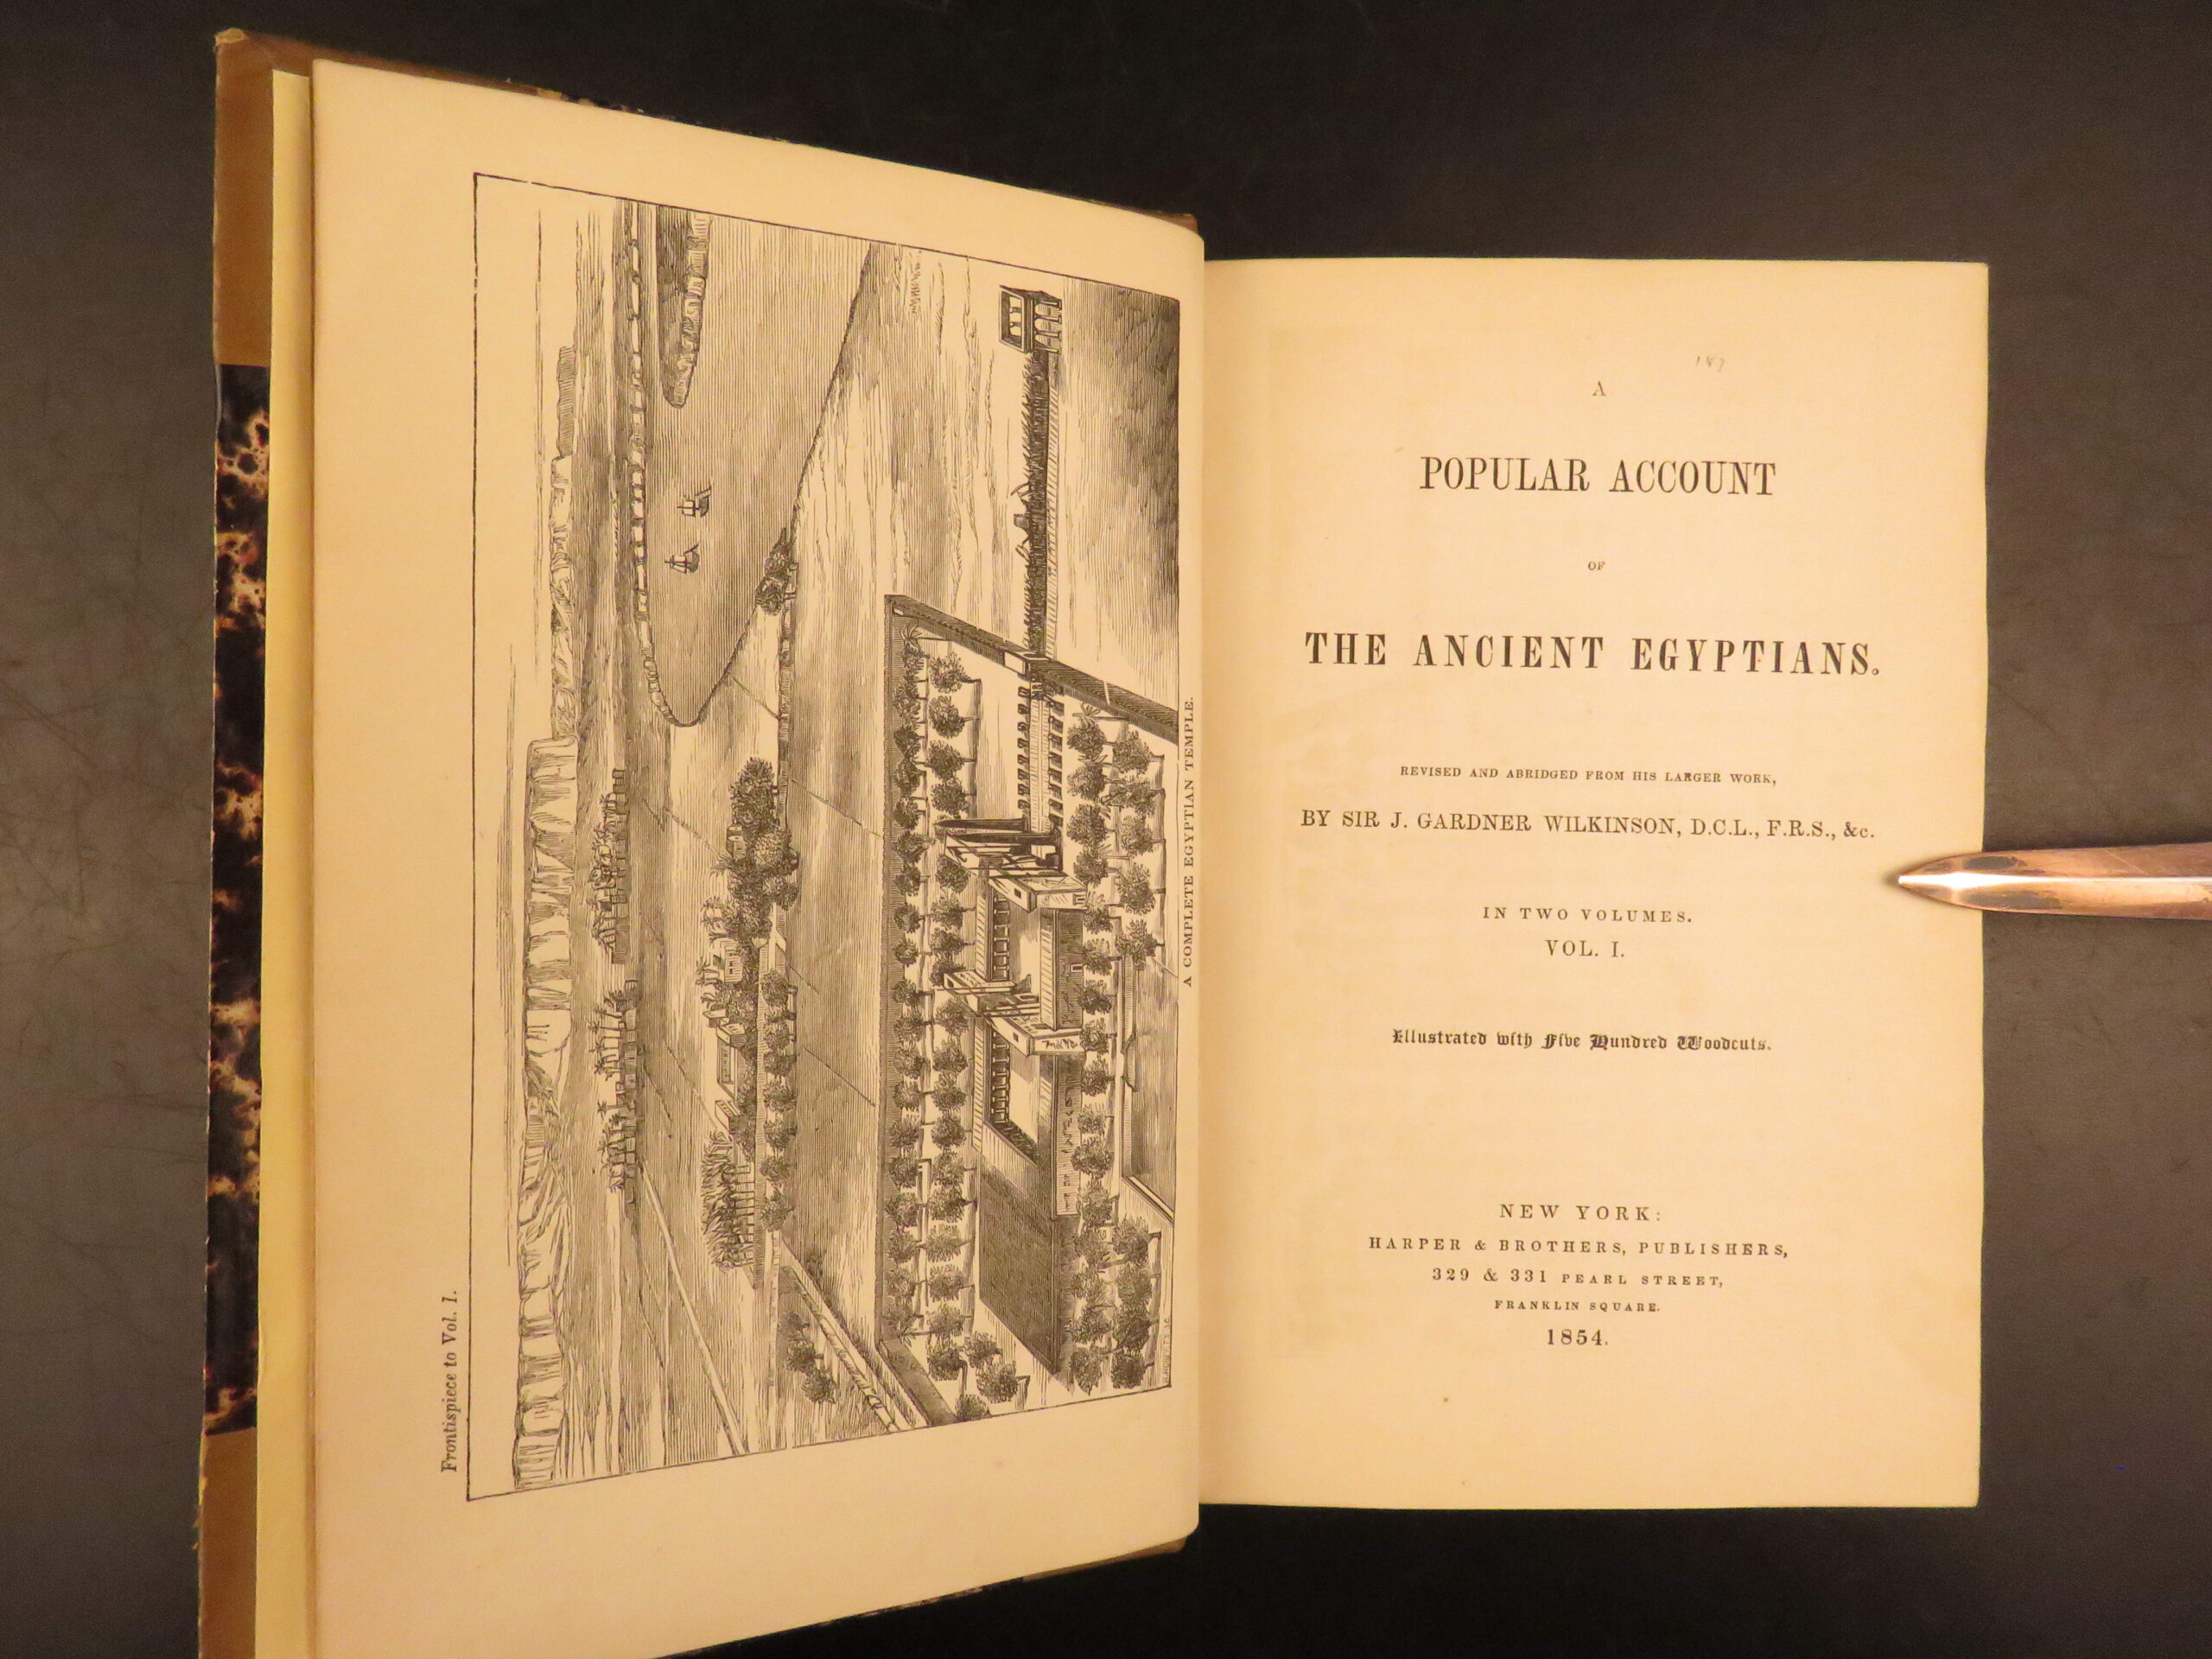 Frontispiece to Vol. I.
A COMPLETE EGYPTIAN TEMPLE.
187
A
POPULAR ACCOUNT
OF
THE ANCIENT EGYPTIANS.
REVISED AND ABRIDGED FROM HIS LARGER WORK,
BY SIR J. GARDNER WILKINSON, D.C.L., F.R.S., &c.
IN TWO VOLUMES.
VOL. I.
Illustrated with Five Hundred Woodcuts.
NEW YORK:
HARPER & BROTHERS, PUBLISHERS,
329 & 331 PEARL STREET,
FRANKLIN SQUARE.
1854.